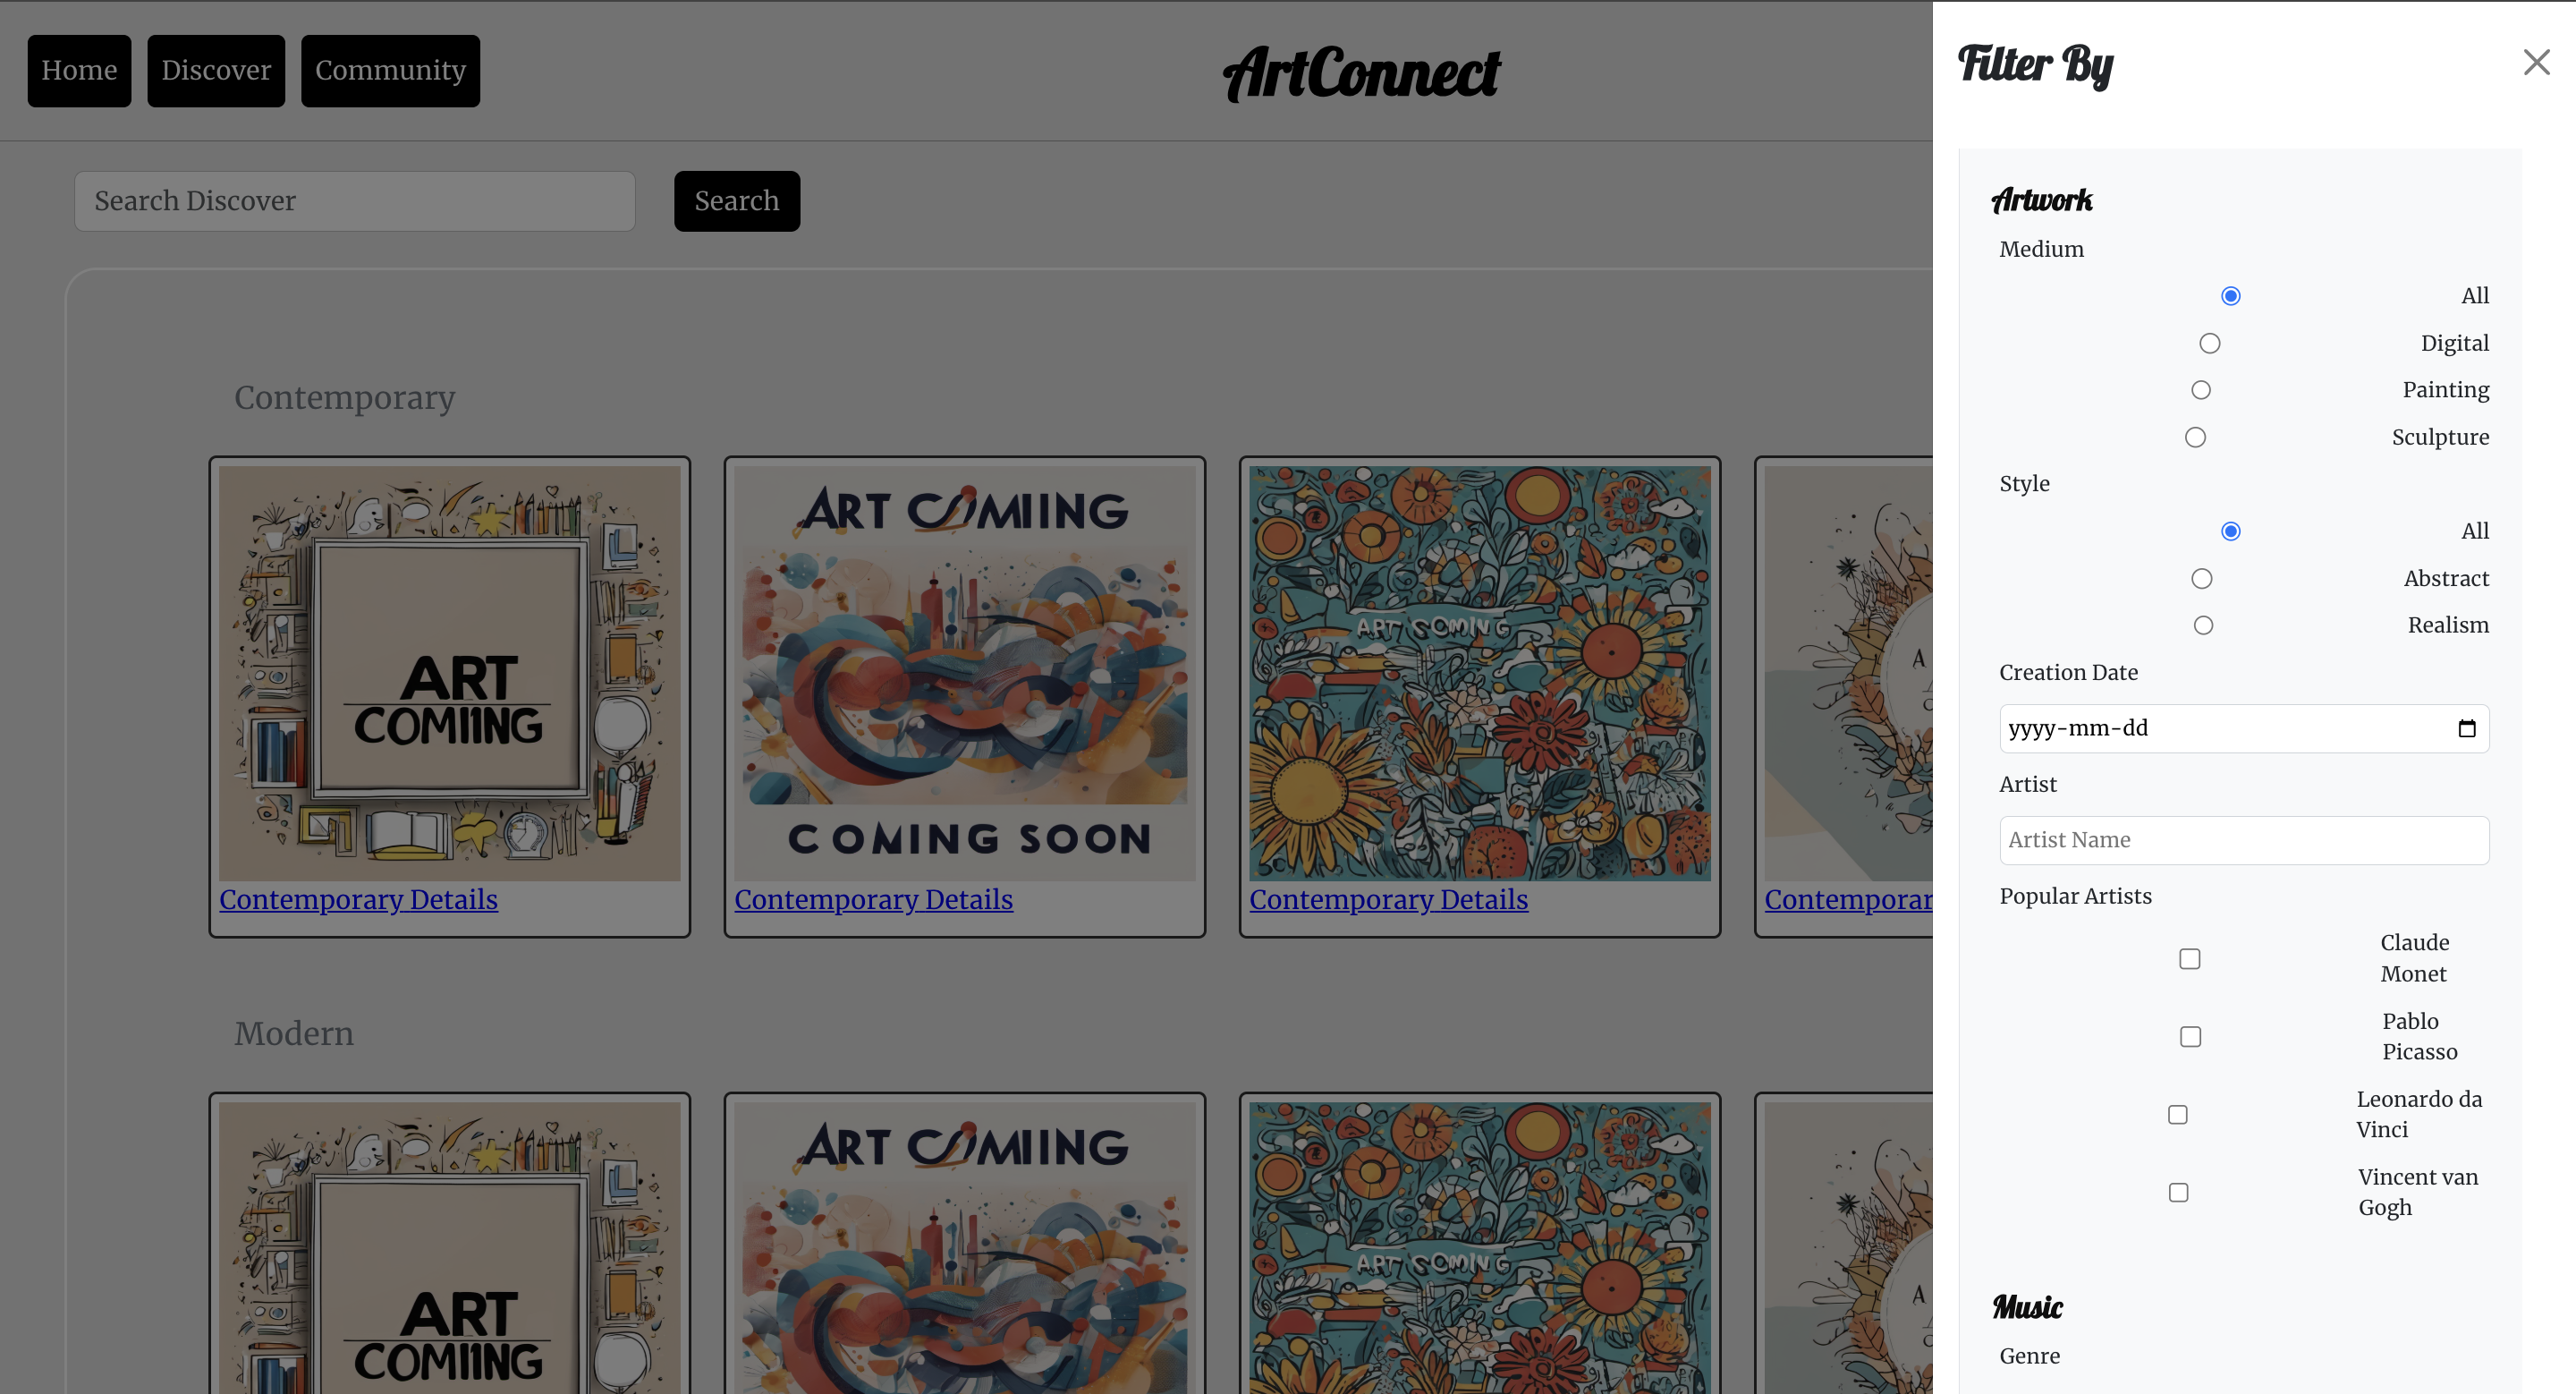 Home Discover Community
ArtConnect
Search Discover Search
Contemporary
ART
COMIING
Contemporary Details
ART COMIING
COMING SOON
Contemporary Details
ART COMING
Contemporary Details
A
Contemporar
Modern
ART
COMIING
ART COMIING
ART COMING
A
Filter By
Artwork
Medium
All
Digital
Painting
Sculpture
Style
All
Abstract
Realism
Creation Date
yyyy-mm-dd
Artist
Artist Name
Popular Artists
Claude
Monet
Pablo
Picasso
Leonardo da
Vinci
Vincent van
Gogh
Music
Genre